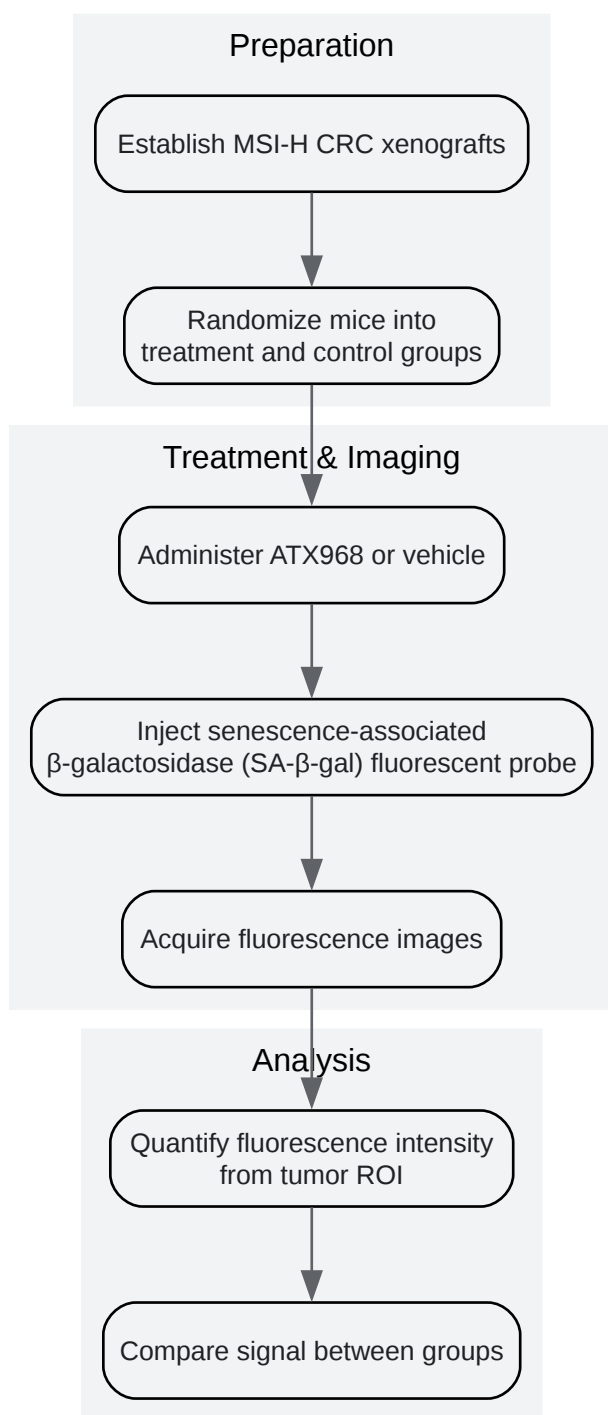 Preparation
Establish MSI-H CRC xenografts
Randomize mice into
treatment and control groups
Treatment & Imaging
Administer ATX968 or vehicle
Inject senescence-associated
β-galactosidase (SA-β-gal) fluorescent probe
Acquire fluorescence images
Analysis
Quantify fluorescence intensity
from tumor ROI
Compare signal between groups